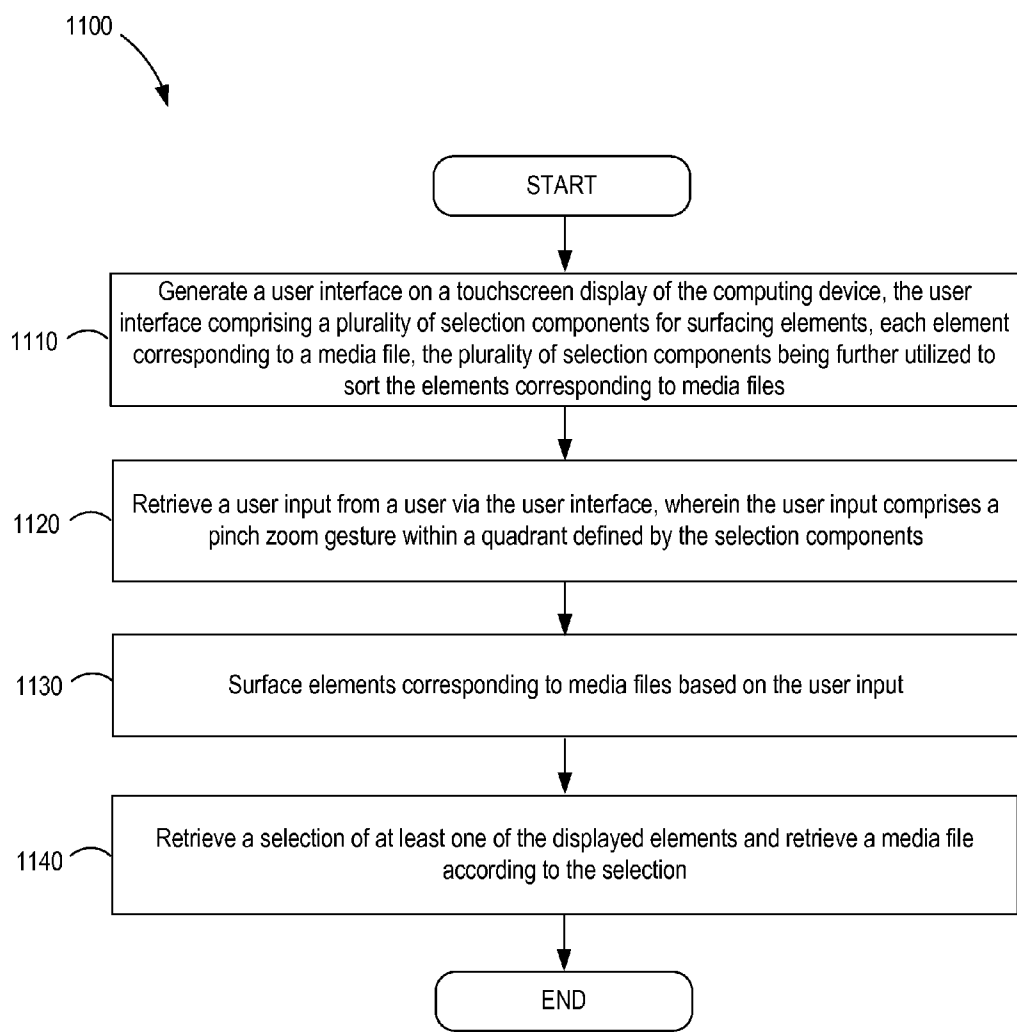 1100
START
1110
Generate a user interface on a touchscreen display of the computing device, the user
interface comprising a plurality of selection components for surfacing elements, each element
corresponding to a media file, the plurality of selection components being further utilized to
sort the elements corresponding to media files
1120
Retrieve a user input from a user via the user interface, wherein the user input comprises a
pinch zoom gesture within a quadrant defined by the selection components
1130
Surface elements corresponding to media files based on the user input
1140
Retrieve a selection of at least one of the displayed elements and retrieve a media file
according to the selection
END